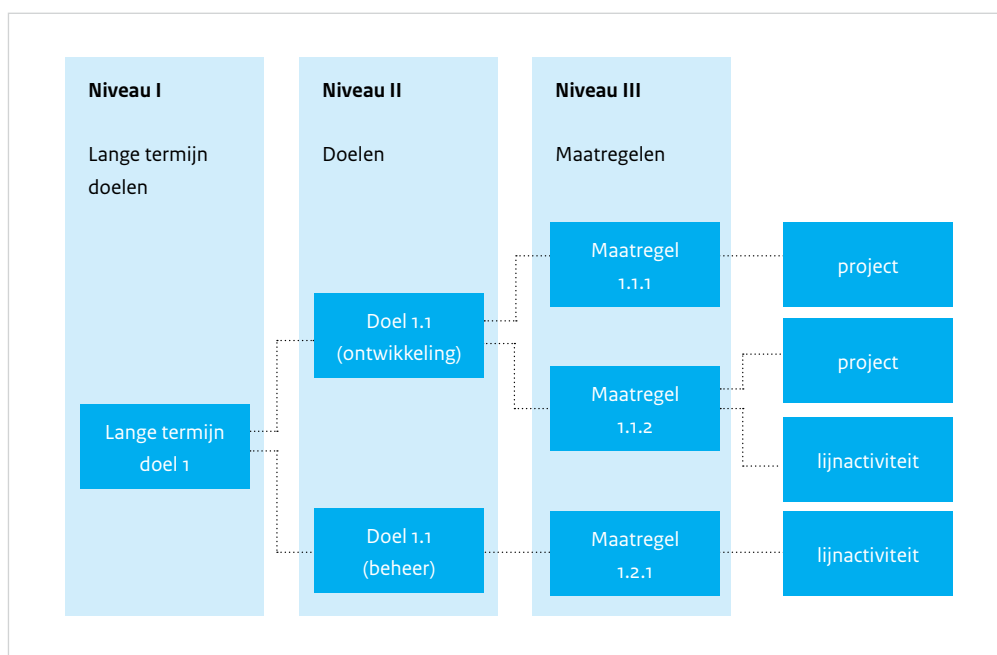 Niveau I
Lange termijn
doelen
Lange termijn
doel 1
Niveau II
Doelen
Doel 1.1
(ontwikkeling)
Doel 1.1
(beheer)
Niveau III
Maatregelen
Maatregel
1.1.1
Maatregel
1.1.2
Maatregel
1.2.1
project
project
lijnactiviteit
lijnactiviteit